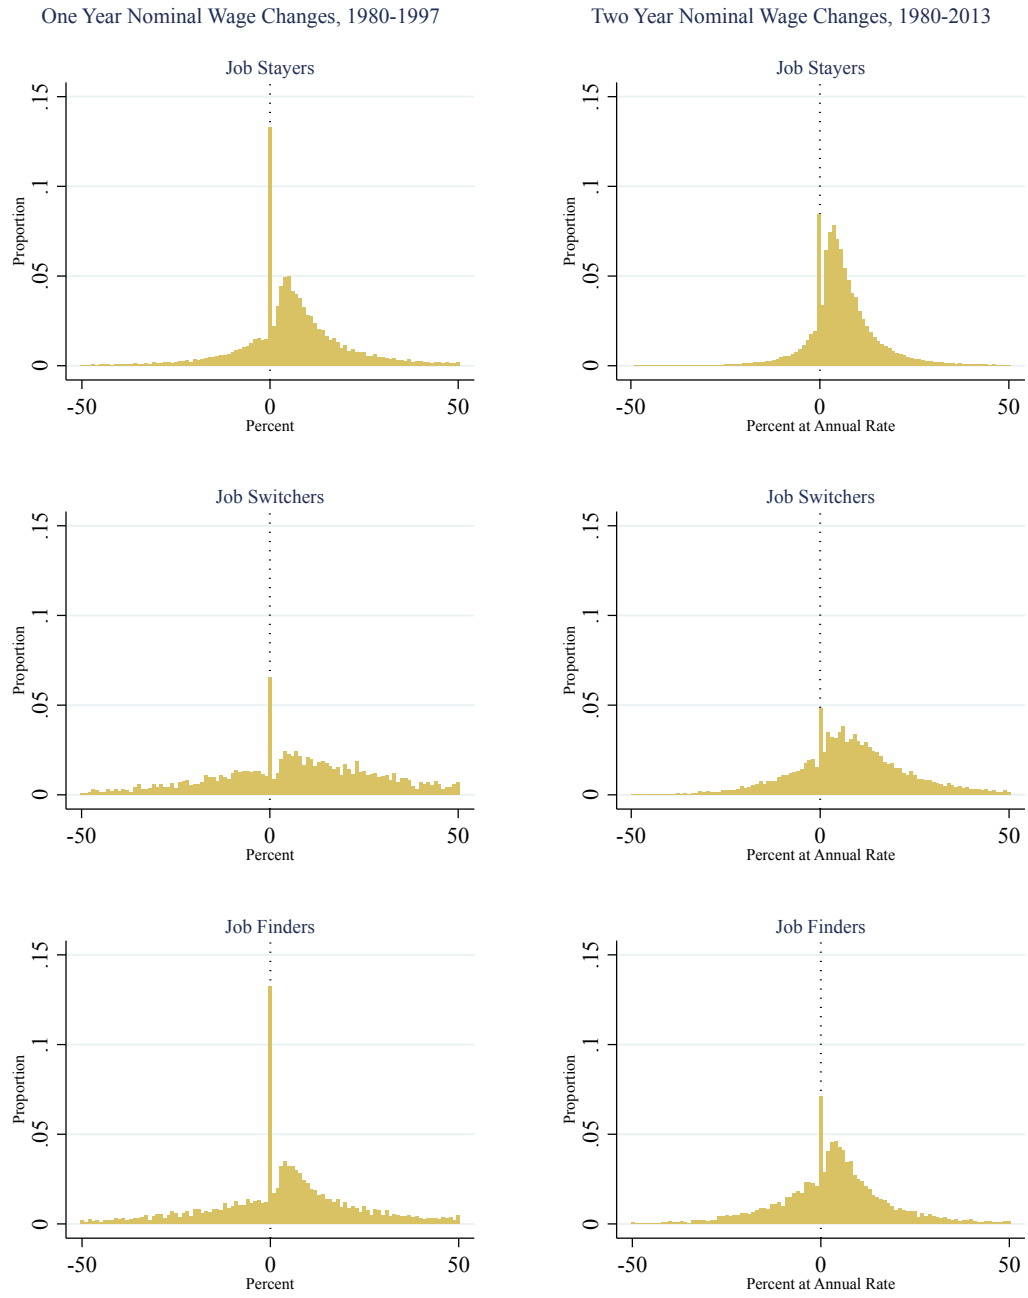 One Year Nominal Wage Changes, 1980-1997
Job Stayers
Proportion
.15
.1
.05
0
-50
0
50
Percent
Job Switchers
Proportion
.15
.1
.05
0
-50
0
50
Percent
Job Finders
Proportion
.15
.1
.05
0
-50
0
50
Percent
Two Year Nominal Wage Changes, 1980-2013
Job Stayers
Proportion
.15
.1
.05
0
-50
0
50
Percent at Annual Rate
Job Switchers
Proportion
.15
.1
.05
0
-50
0
50
Percent at Annual Rate
Job Finders
Proportion
.15
.1
.05
0
-50
0
50
Percent at Annual Rate